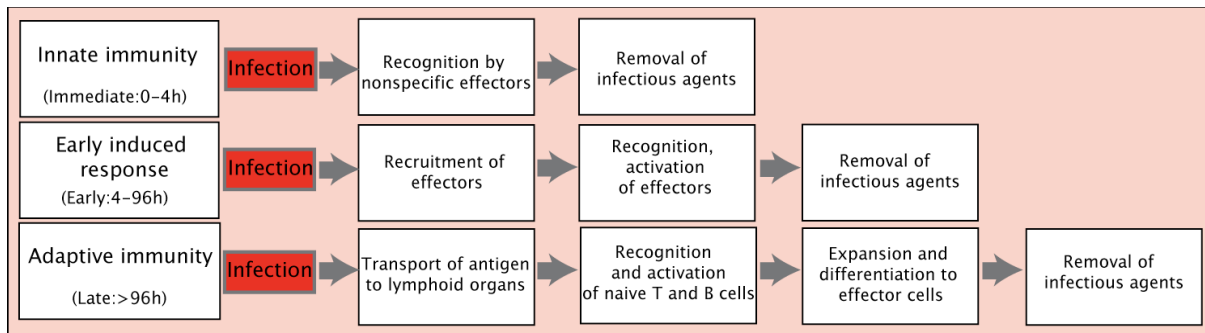 Innate immunity
(Immediate:0-4h)
Infection
Recognition by
nonspecific effectors
Removal of
infectious agents
Early induced
response
(Early:4-96h)
Infection
Recruitment of
effectors
Recognition,
activation
of effectors
Removal of
infectious agents
Adaptive immunity
(Late:>96h)
Infection
Transport of antigen
to lymphoid organs
Recognition
and activation
of naive T and B cells
Expansion and
differentiation to
effector cells
Removal of
infectious agents